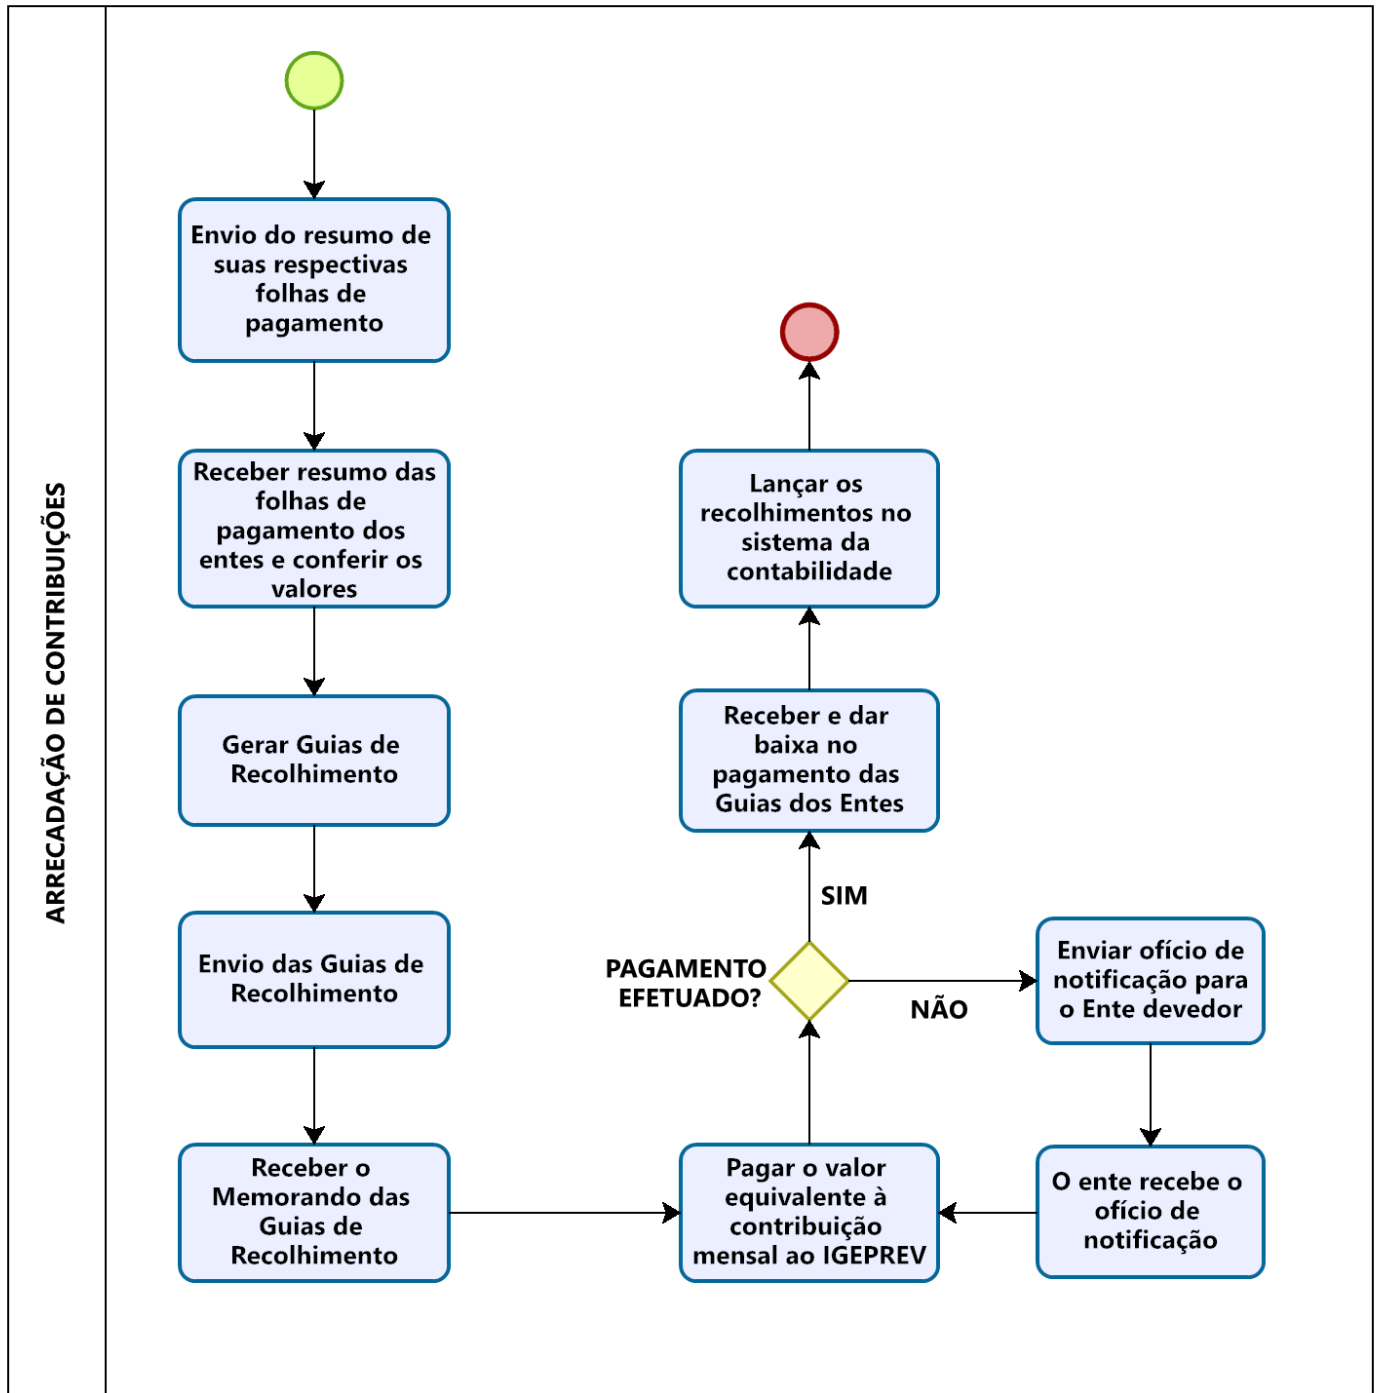 ARRECADAÇÃO DE CONTRIBUIÇÕES
Envio do resumo de
suas respectivas
folhas de
pagamento
Receber resumo das
folhas de
pagamento dos
entes e conferir os
valores
Gerar Guias de
Recolhimento
Envio das Guias de
Recolhimento
Receber o
Memorando das
Guias de
Recolhimento
Pagar o valor
equivalente à
contribuição
mensal ao IGEPREV
PAGAMENTO
EFETUADO?
SIM
NÃO
Receber e dar
baixa no
pagamento das
Guias dos Entes
Lançar os
recolhimentos no
sistema da
contabilidade
Enviar ofício de
notificação para
o Ente devedor
O ente recebe o
ofício de
notificação